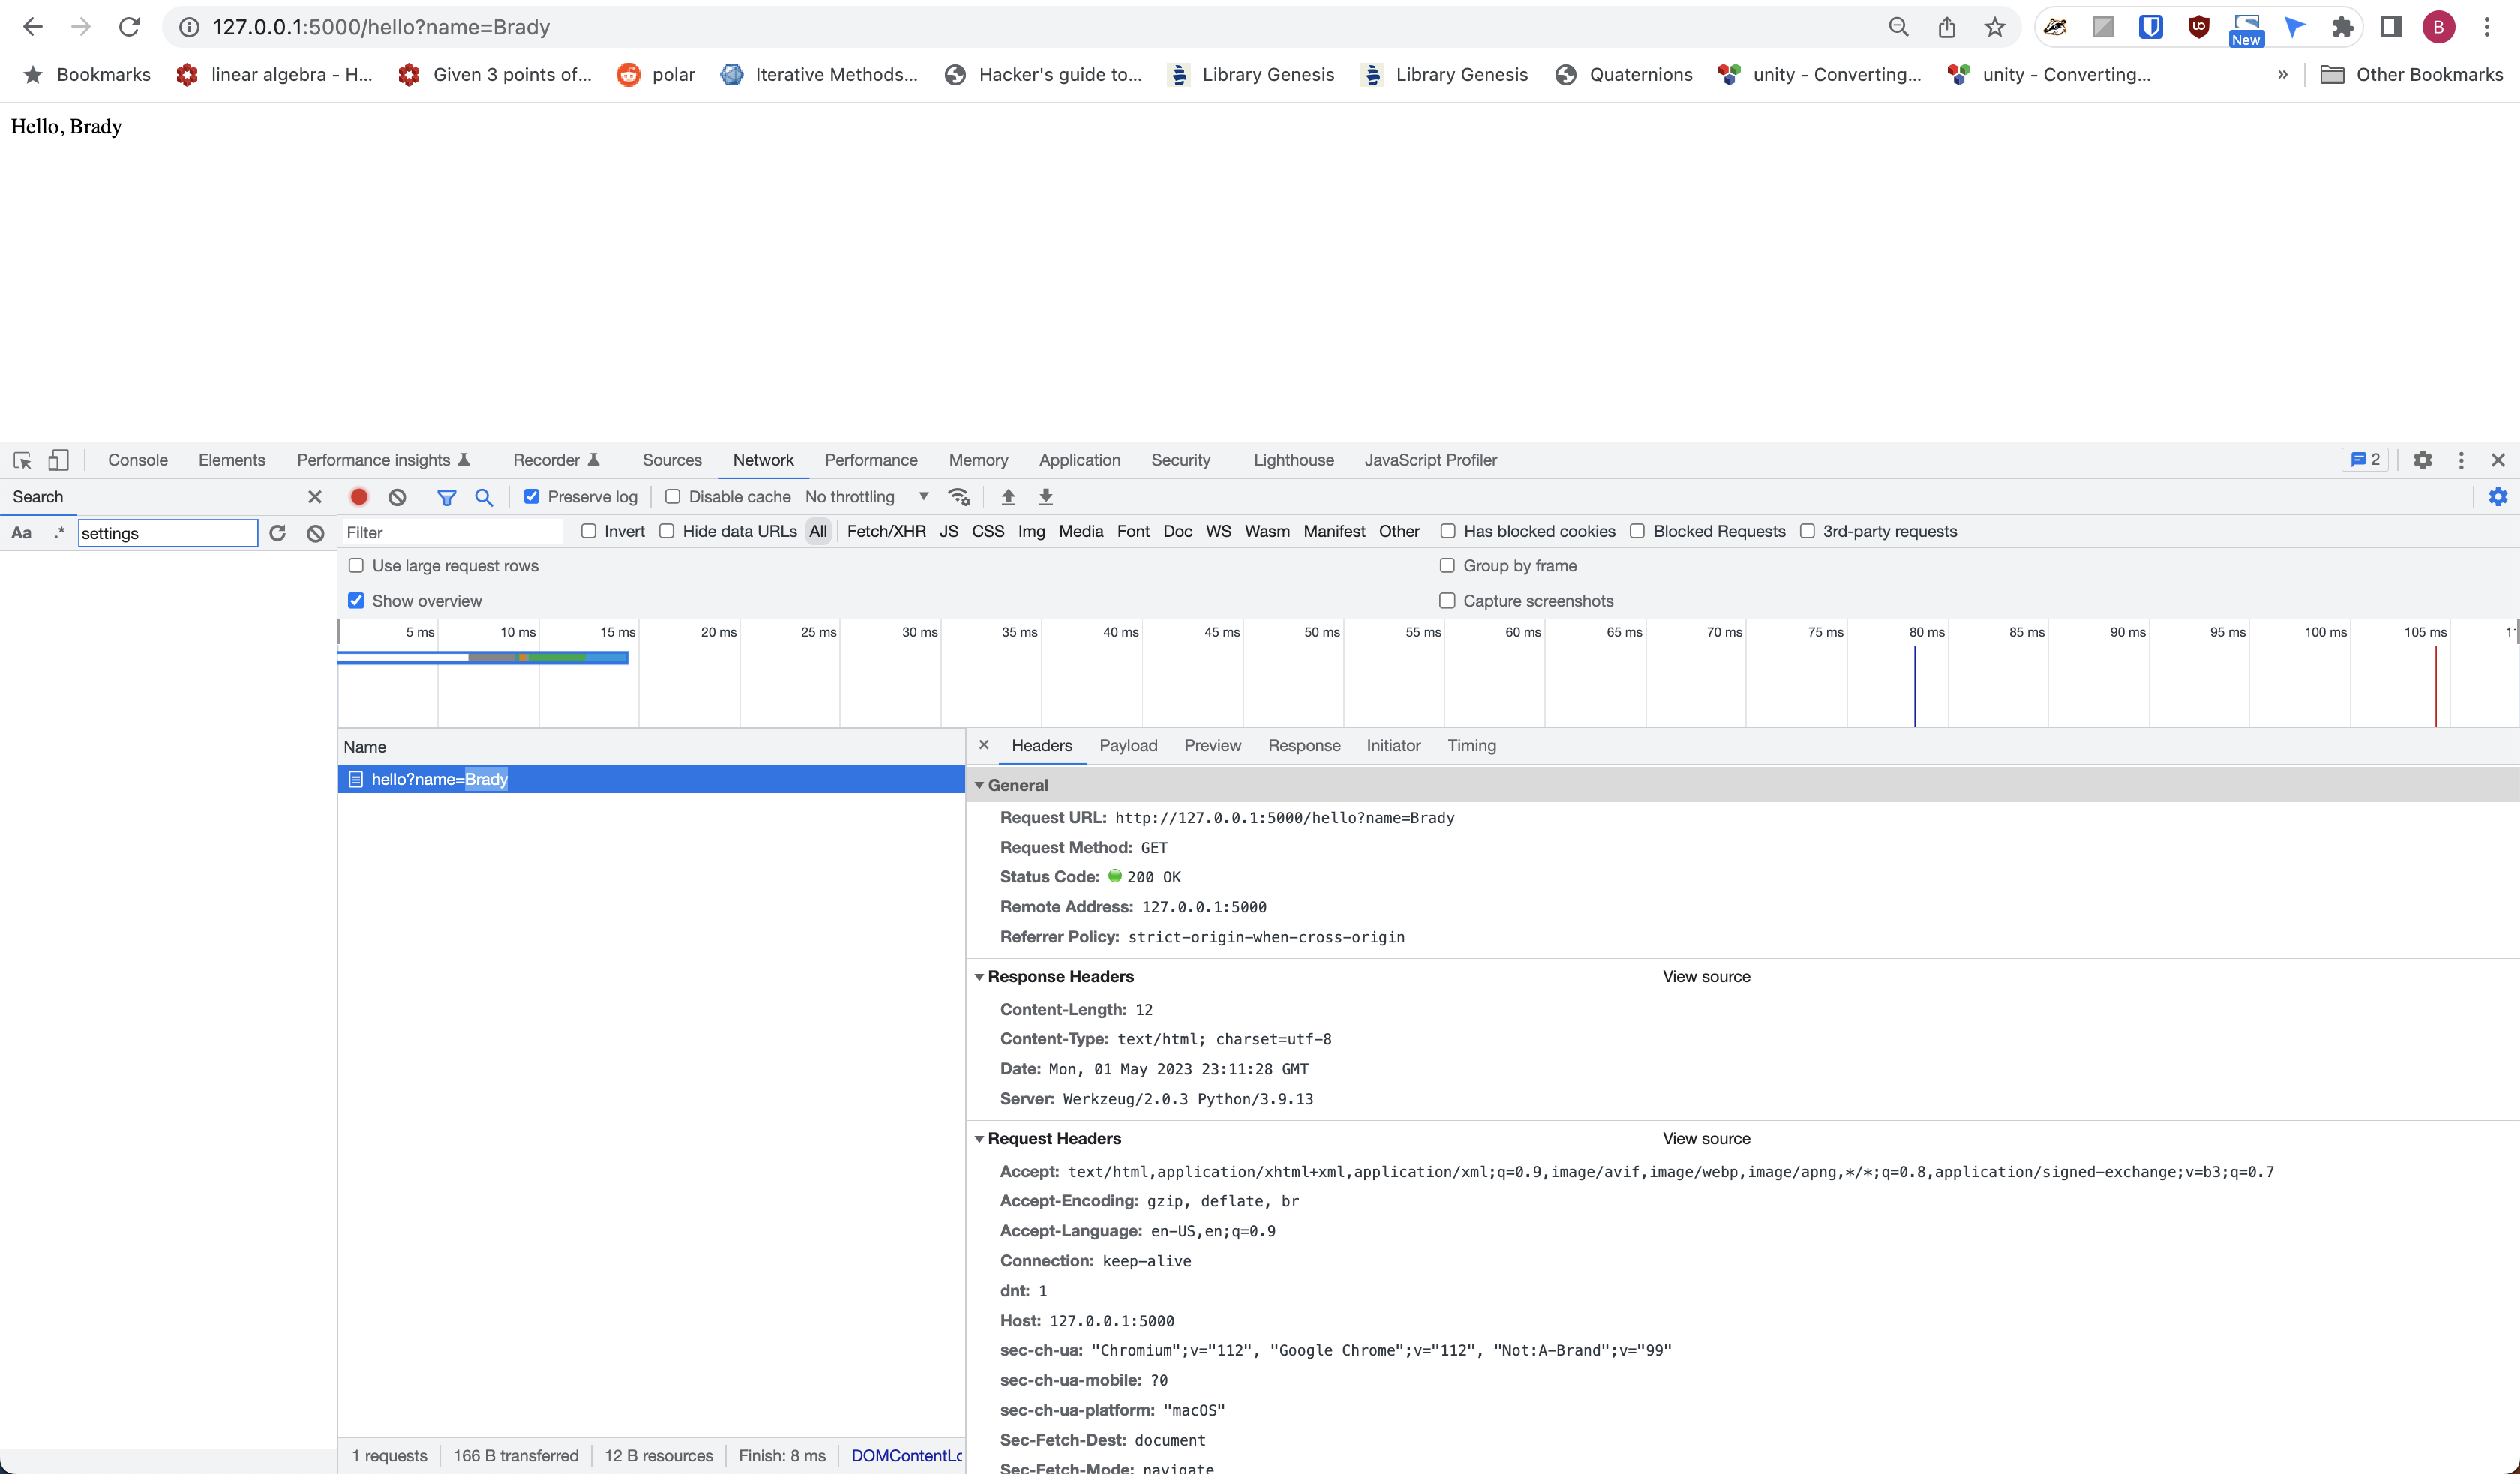 127.0.0.1:5000/hello?name=Brady
New
B
Bookmarks
linear algebra - H...
Given 3 points of...
polar
Iterative Methods...
Hacker's guide to...
Library Genesis
Library Genesis
Quaternions
unity - Converting...
unity - Converting...
»
Other Bookmarks
Hello, Brady
Console Elements Performance insights Recorder Sources Network Performance Memory Application Security Lighthouse JavaScript Profiler 2
Search
Preserve log Disable cache No throttling
Aa .* settings
Filter Invert Hide data URLs All Fetch/XHR JS CSS Img Media Font Doc WS Wasm Manifest Other Has blocked cookies Blocked Requests 3rd-party requests
Use large request rows Group by frame
Show overview Capture screenshots
5 ms 10 ms 15 ms 20 ms 25 ms 30 ms 35 ms 40 ms 45 ms 50 ms 55 ms 60 ms 65 ms 70 ms 75 ms 80 ms 85 ms 90 ms 95 ms 100 ms 105 ms
Name
hello?name=Brady
Headers Payload Preview Response Initiator Timing
General
Request URL: http://127.0.0.1:5000/hello?name=Brady
Request Method: GET
Status Code: 200 OK
Remote Address: 127.0.0.1:5000
Referrer Policy: strict-origin-when-cross-origin
Response Headers View source
Content-Length: 12
Content-Type: text/html; charset=utf-8
Date: Mon, 01 May 2023 23:11:28 GMT
Server: Werkzeug/2.0.3 Python/3.9.13
Request Headers View source
Accept: text/html,application/xhtml+xml,application/xml;q=0.9,image/avif,image/webp,image/apng,*/*;q=0.8,application/signed-exchange;v=b3;q=0.7
Accept-Encoding: gzip, deflate, br
Accept-Language: en-US,en;q=0.9
Connection: keep-alive
dnt: 1
Host: 127.0.0.1:5000
sec-ch-ua: "Chromium";v="112", "Google Chrome";v="112", "Not:A-Brand";v="99"
sec-ch-ua-mobile: ?0
sec-ch-ua-platform: "macOS"
Sec-Fetch-Dest: document
Sec-Fetch-Mode: navigate
1 requests 166 B transferred 12 B resources Finish: 8 ms DOMContentLo